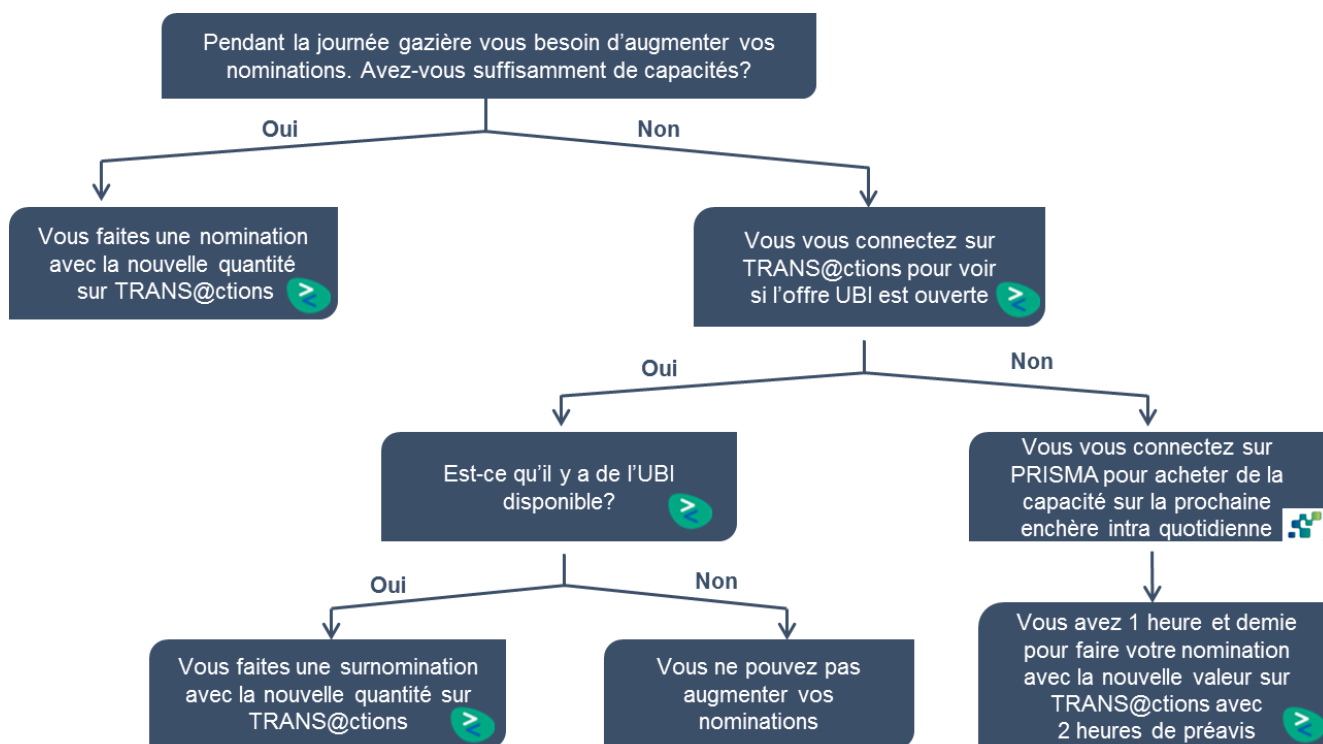 Pendant la journée gazière vous besoin d'augmenter vos
nominations. Avez-vous suffisamment de capacités?
Oui
Non
Vous faites une nomination
avec la nouvelle quantité
sur TRANS@ctions
Vous vous connectez sur
TRANS@ctions pour voir
si l'offre UBI est ouverte
Oui
Non
Est-ce qu'il y a de l'UBI
disponible?
Vous vous connectez sur
PRISMA pour acheter de la
capacité sur la prochaine
enchère intra quotidienne
Oui
Non
Vous faites une surnomination
avec la nouvelle quantité sur
TRANS@ctions
Vous ne pouvez pas
augmenter vos
nominations
Vous avez 1 heure et demie
pour faire votre nomination
avec la nouvelle valeur sur
TRANS@ctions avec
2 heures de préavis